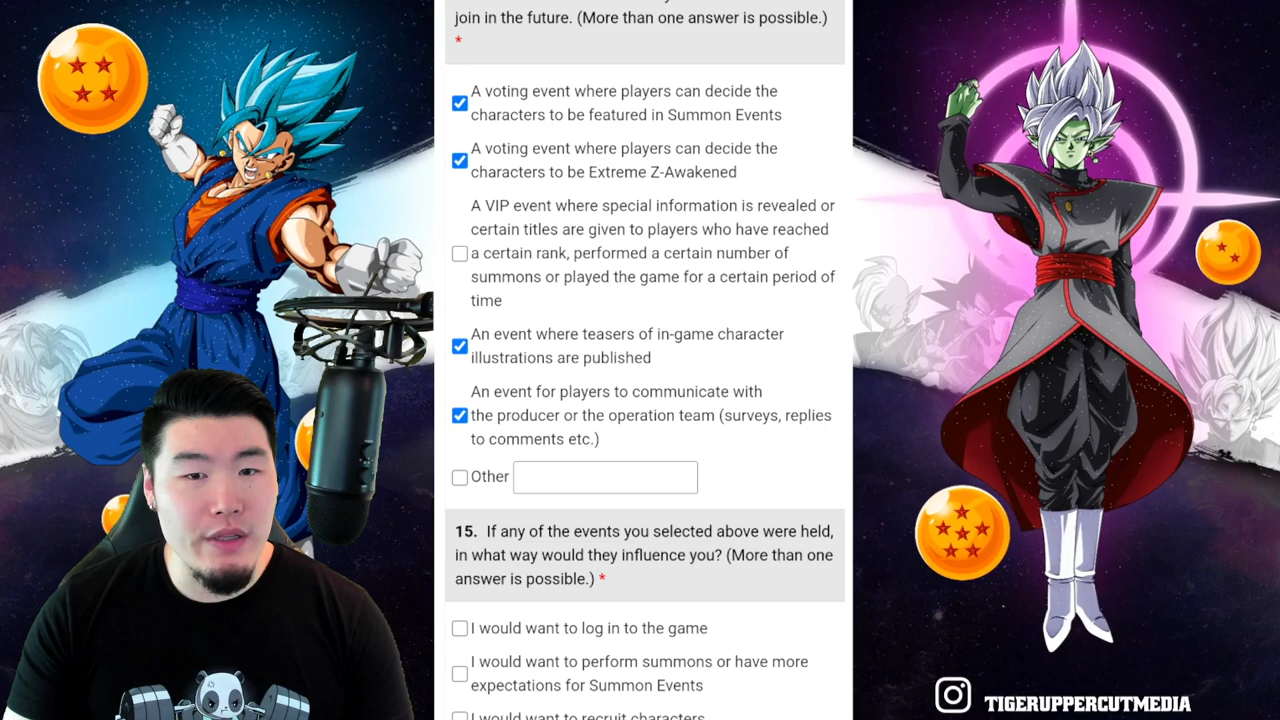 join in the future. (More than one answer is possible.)
*
A voting event where players can decide the
characters to be featured in Summon Events
A voting event where players can decide the
characters to be Extreme Z-Awakened
A VIP event where special information is revealed or
certain titles are given to players who have reached
a certain rank, performed a certain number of
summons or played the game for a certain period of
time
An event where teasers of in-game character
illustrations are published
An event for players to communicate with
the producer or the operation team (surveys, replies
to comments etc.)
Other
15. If any of the events you selected above were held,
in what way would they influence you? (More than one
answer is possible.) *
I would want to log in to the game
I would want to perform summons or have more
expectations for Summon Events
I would want to recruit characters
TIGERUPPERCUTMEDIA